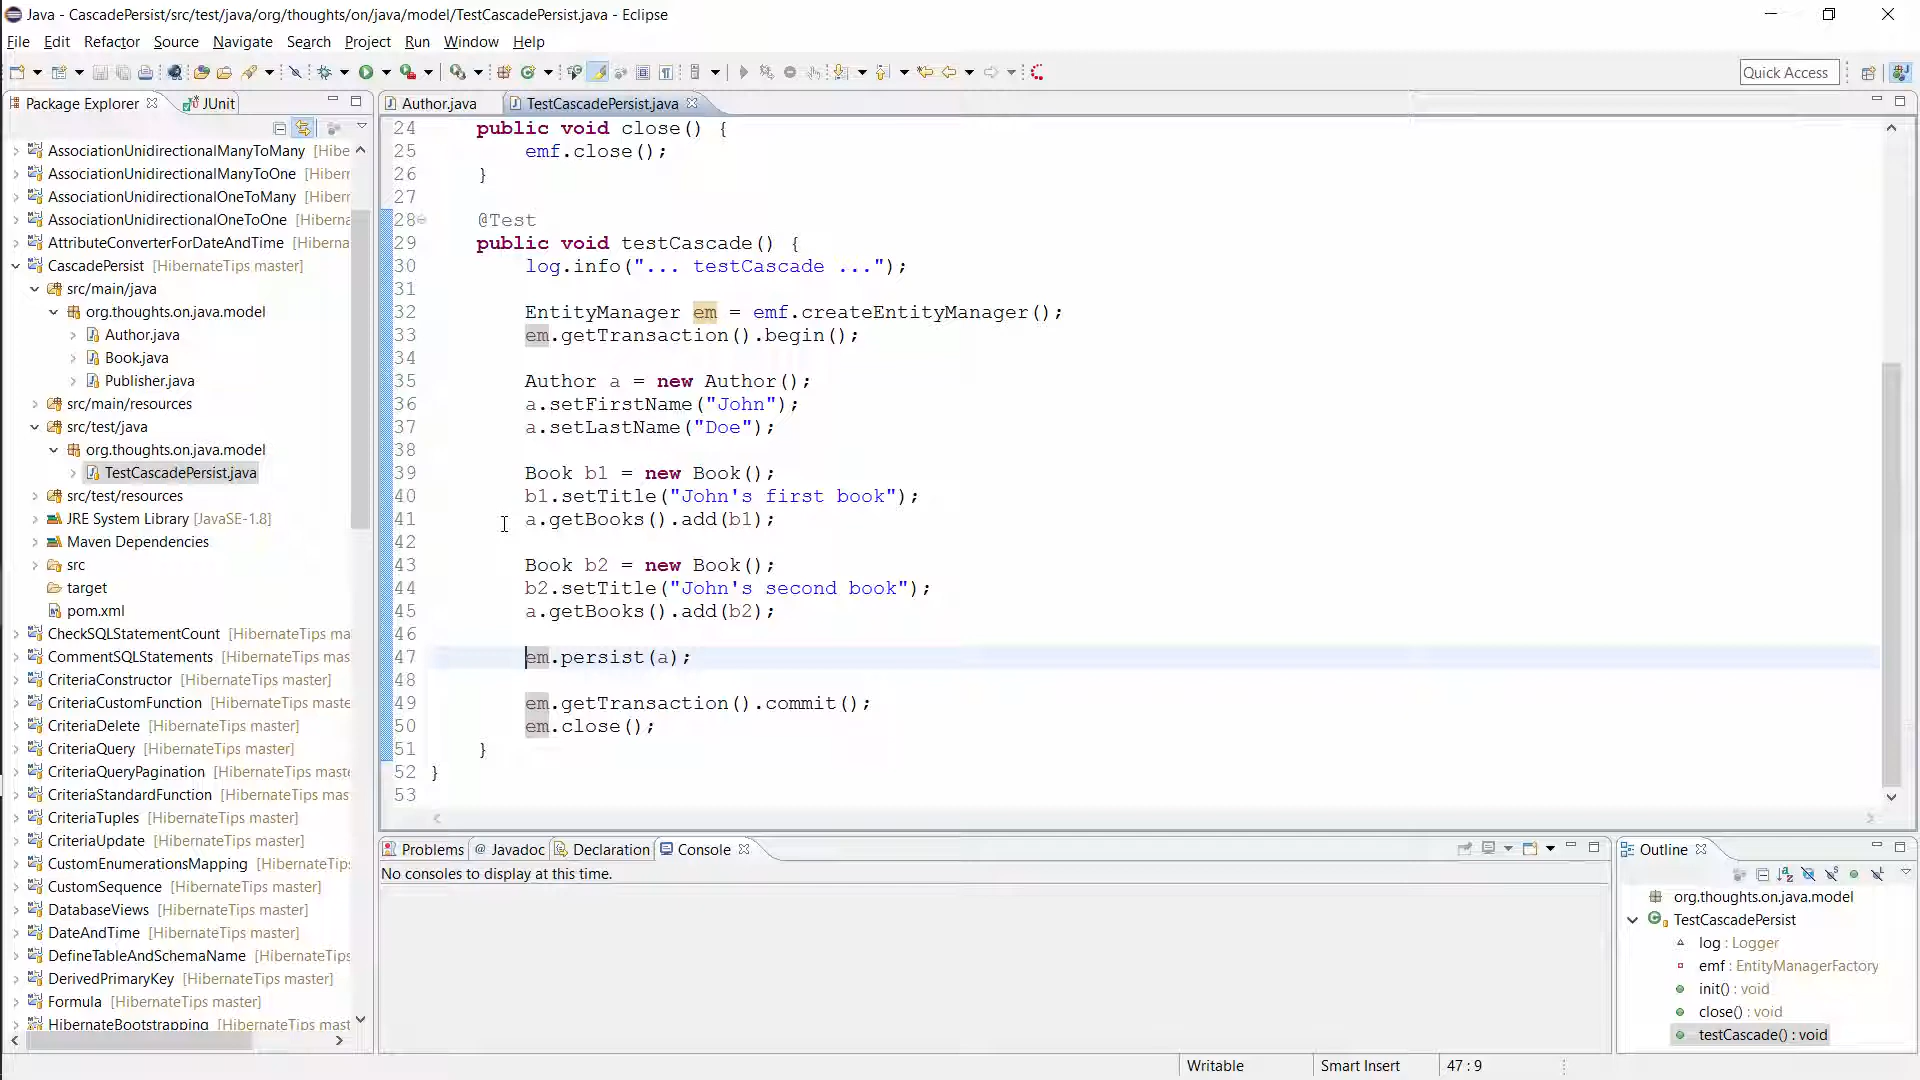 Java - CascadePersist/src/test/java/org/thoughts/on/java/model/TestCascadePersist.java - Eclipse
File Edit Refactor Source Navigate Search Project Run Window Help
Quick Access
Package Explorer JUnit
AssociationUnidirectionalManyToMany [Hibe
AssociationUnidirectionalManyToOne [Hiber
AssociationUnidirectionalOneToMany [Hiberr
AssociationUnidirectionalOneToOne [Hiberna
AttributeConverterForDateAndTime [Hiberna
CascadePersist [HibernateTips master]
src/main/java
org.thoughts.on.java.model
Author.java
Book.java
Publisher.java
src/main/resources
src/test/java
org.thoughts.on.java.model
TestCascadePersist.java
src/test/resources
JRE System Library [JavaSE-1.8]
Maven Dependencies
src
target
pom.xml
CheckSQLStatementCount [HibernateTips ma
CommentSQLStatements [HibernateTips mas
CriteriaConstructor [HibernateTips master]
CriteriaCustomFunction [HibernateTips maste
CriteriaDelete [HibernateTips master]
CriteriaQuery [HibernateTips master]
CriteriaQueryPagination [HibernateTips maste
CriteriaStandardFunction [HibernateTips mas
CriteriaTuples [HibernateTips master]
CriteriaUpdate [HibernateTips master]
CustomEnumerationsMapping [HibernateTips
CustomSequence [HibernateTips master]
DatabaseViews [HibernateTips master]
DateAndTime [HibernateTips master]
DefineTableAndSchemaName [HibernateTips
DerivedPrimaryKey [HibernateTips master]
Formula [HibernateTips master]
HibernateBootstrapping [HibernateTips mast
Author.java TestCascadePersist.java
24 public void close() {
25 emf.close();
26 }
27
28 @Test
29 public void testCascade() {
30 log.info("... testCascade ...");
31
32 EntityManager em = emf.createEntityManager();
33 em.getTransaction().begin();
34
35 Author a = new Author();
36 a.setFirstName("John");
37 a.setLastName("Doe");
38
39 Book b1 = new Book();
40 b1.setTitle("John's first book");
41 a.getBooks().add(b1);
42
43 Book b2 = new Book();
44 b2.setTitle("John's second book");
45 a.getBooks().add(b2);
46
47 em.persist(a);
48
49 em.getTransaction().commit();
50 em.close();
51 }
52 }
53
Problems @ Javadoc Declaration Console
No consoles to display at this time.
Outline
org.thoughts.on.java.model
TestCascadePersist
log : Logger
emf : EntityManagerFactory
init() : void
close() : void
testCascade() : void
Writable Smart Insert 47 : 9